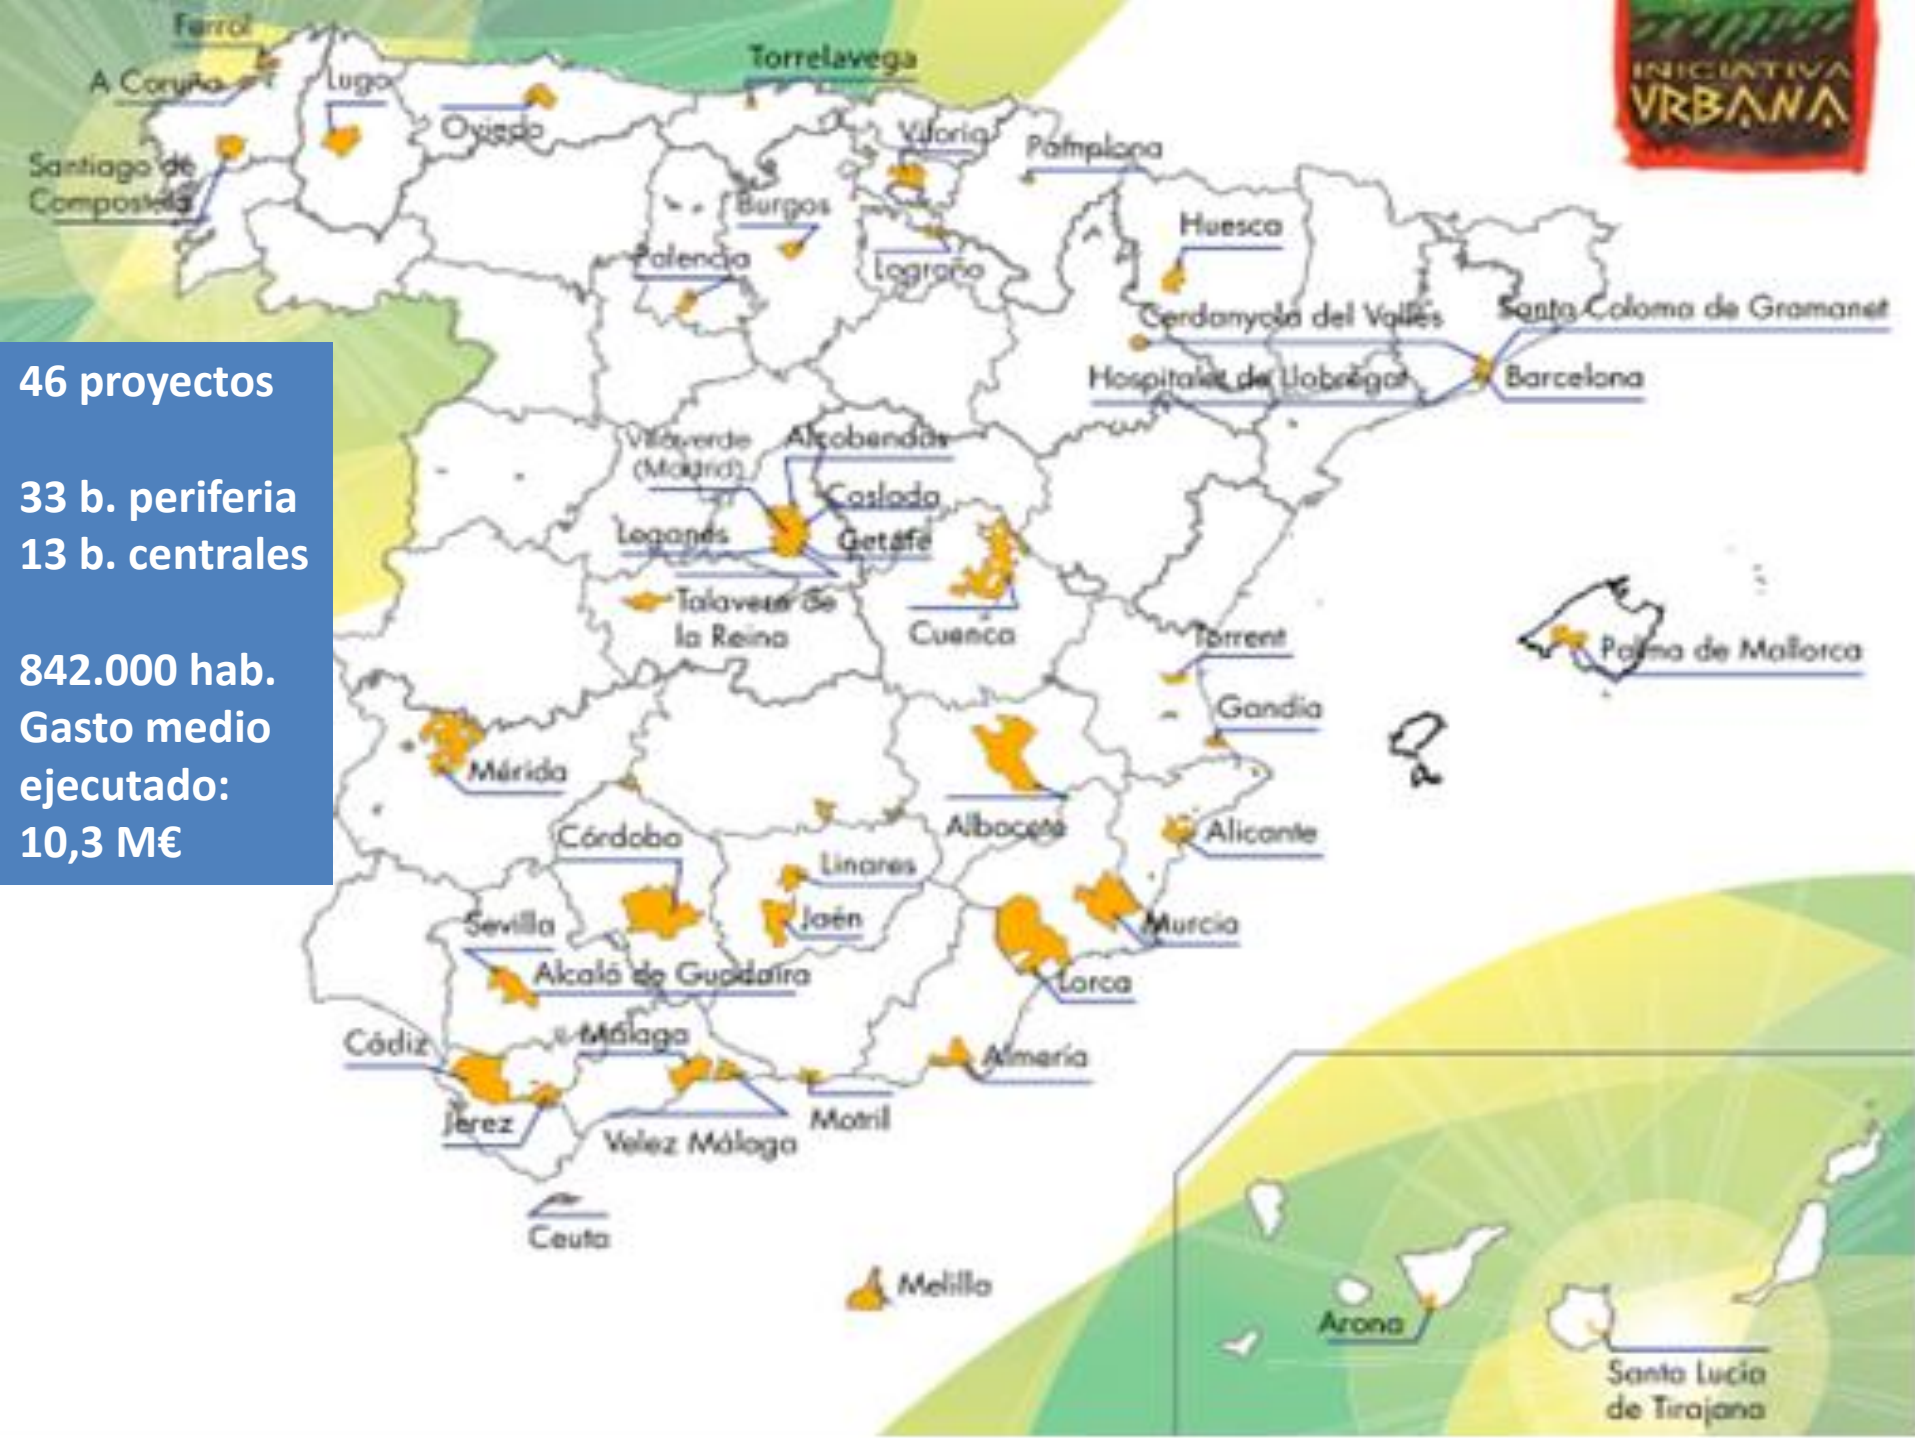 Ferrol
A Coruña
Lugo
Torrelavega
INICIATIVA
VRBANA
Oviedo
Vitoria
Pamplona
Santiago de
Compostela
Burgos
Huesca
Palencia
Logroño
Cerdanyola del Vallés
Santa Coloma de Gramanet
Hospitalet de Llobregat
Barcelona
46 proyectos
33 b. periferia
13 b. centrales
842.000 hab.
Gasto medio
ejecutado:
10,3 M€
Villaverde
(Madrid)
Alcobendas
Coslada
Leganés
Getafe
Talavera de
la Reina
Cuenca
Torrent
Palma de Mallorca
Gandia
Mérida
Albacete
Alicante
Córdoba
Linares
Jaén
Sevilla
Murcia
Alcalá de Guadaira
Lorca
Cádiz
Málaga
Almería
Jerez
Velez Málaga
Motril
Ceuta
Melilla
Arona
Santa Lucía
de Tirajana